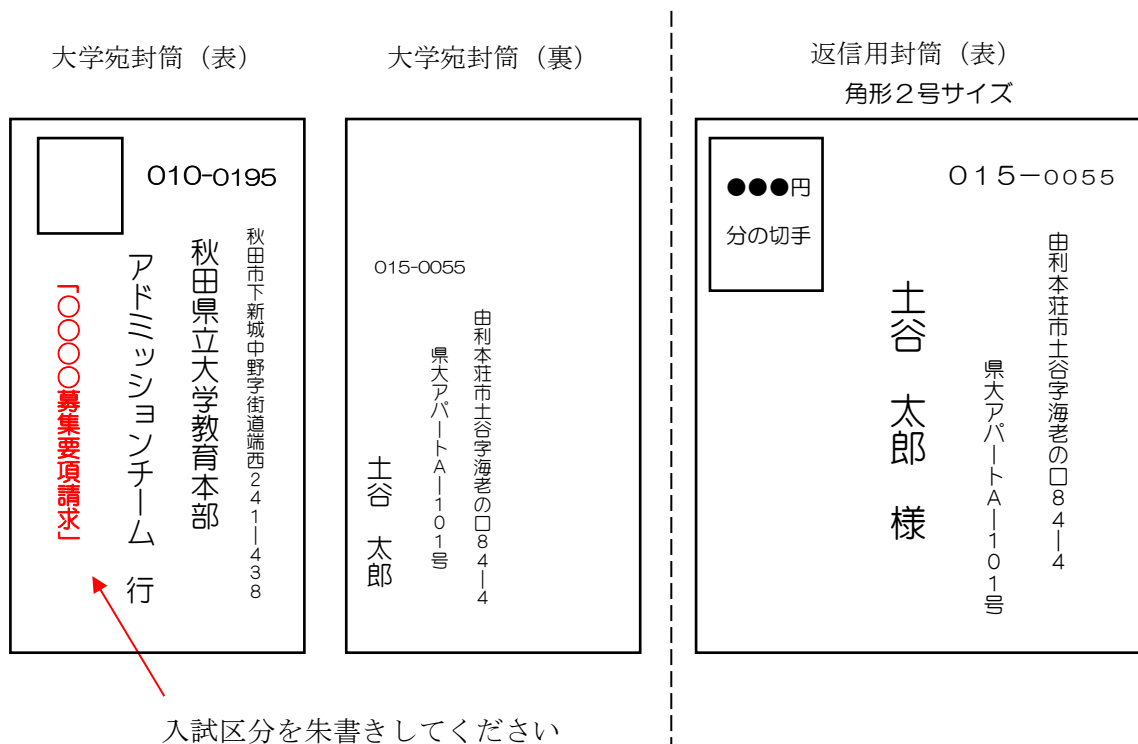 大学宛封筒（表）
010-0195
秋田市下新城中野字街道端西241―438
秋田県立大学教育本部
アドミッションチーム　行
「〇〇〇〇募集要項請求」
入試区分を朱書きしてください
大学宛封筒（裏）
015-0055
由利本荘市土谷字海老の口84―4
県大アパートA―101号
土谷　太郎
返信用封筒（表）
角形２号サイズ
●●●円
分の切手
０１５－００５５
由利本荘市土谷字海老の口84―4
県大アパートA―101号
土谷　太郎　様